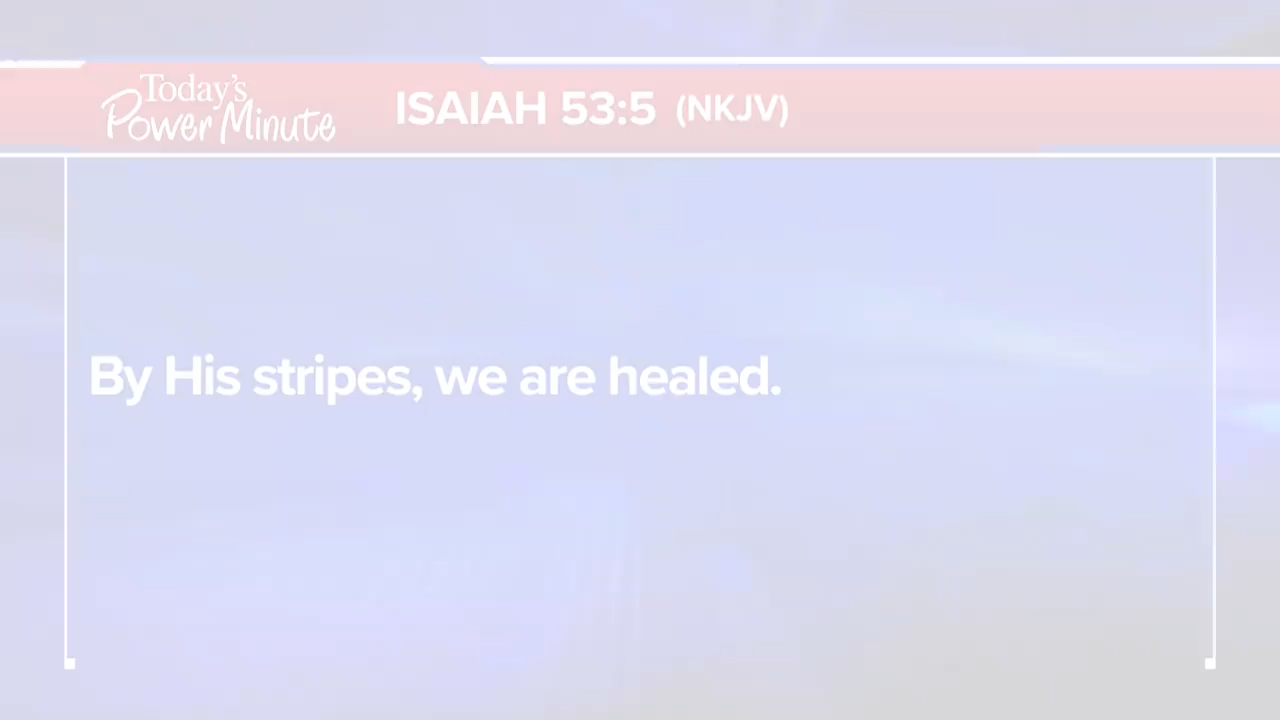 Today's
Power Minute
ISAIAH 53:5 (NKJV)
By His stripes, we are healed.